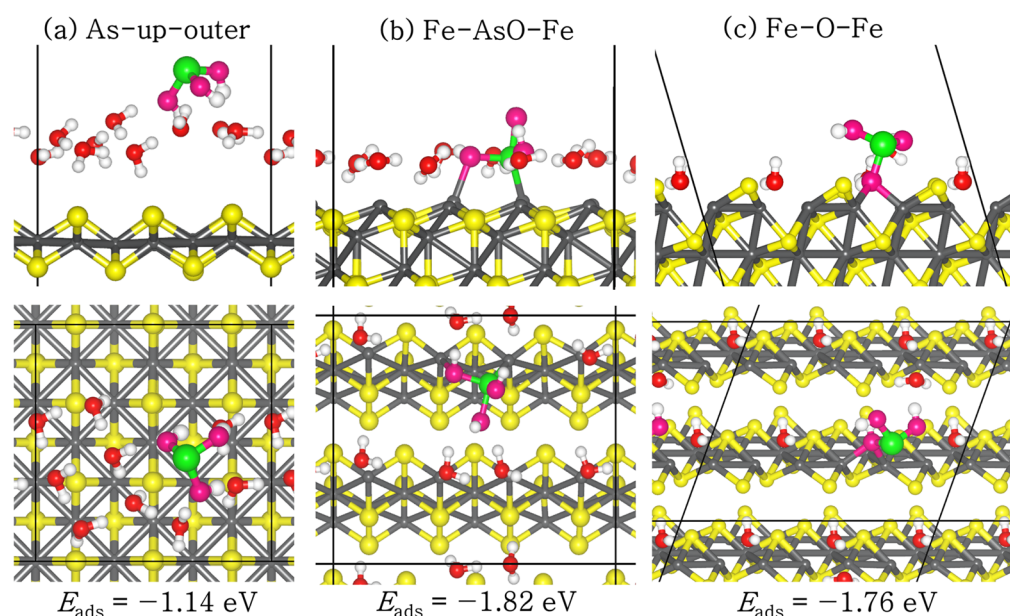 (a) As-up-outer
(b) Fe-AsO-Fe
(c) Fe-O-Fe
E_ads = −1.14 eV
E_ads = −1.82 eV
E_ads = −1.76 eV